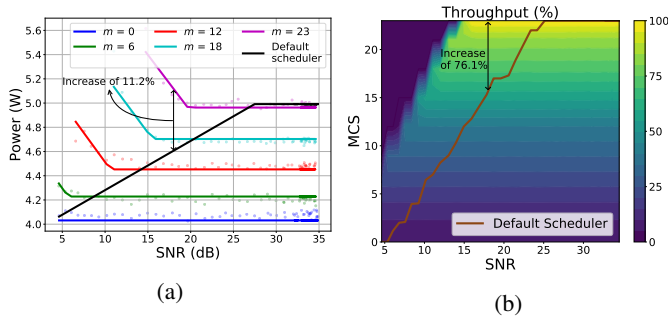 m = 0
m = 12
m = 23
m = 6
m = 18
Default
scheduler
Increase of 11.2%
Power (W)
5.6
5.4
5.2
5.0
4.8
4.6
4.4
4.2
4.0
5
10
15
20
25
30
35
SNR (dB)
(a)
Throughput (%)
Increase
of 76.1%
MCS
20
15
10
5
0
0
5
10
15
20
25
30
SNR
Default Scheduler
100
75
50
25
0
(b)